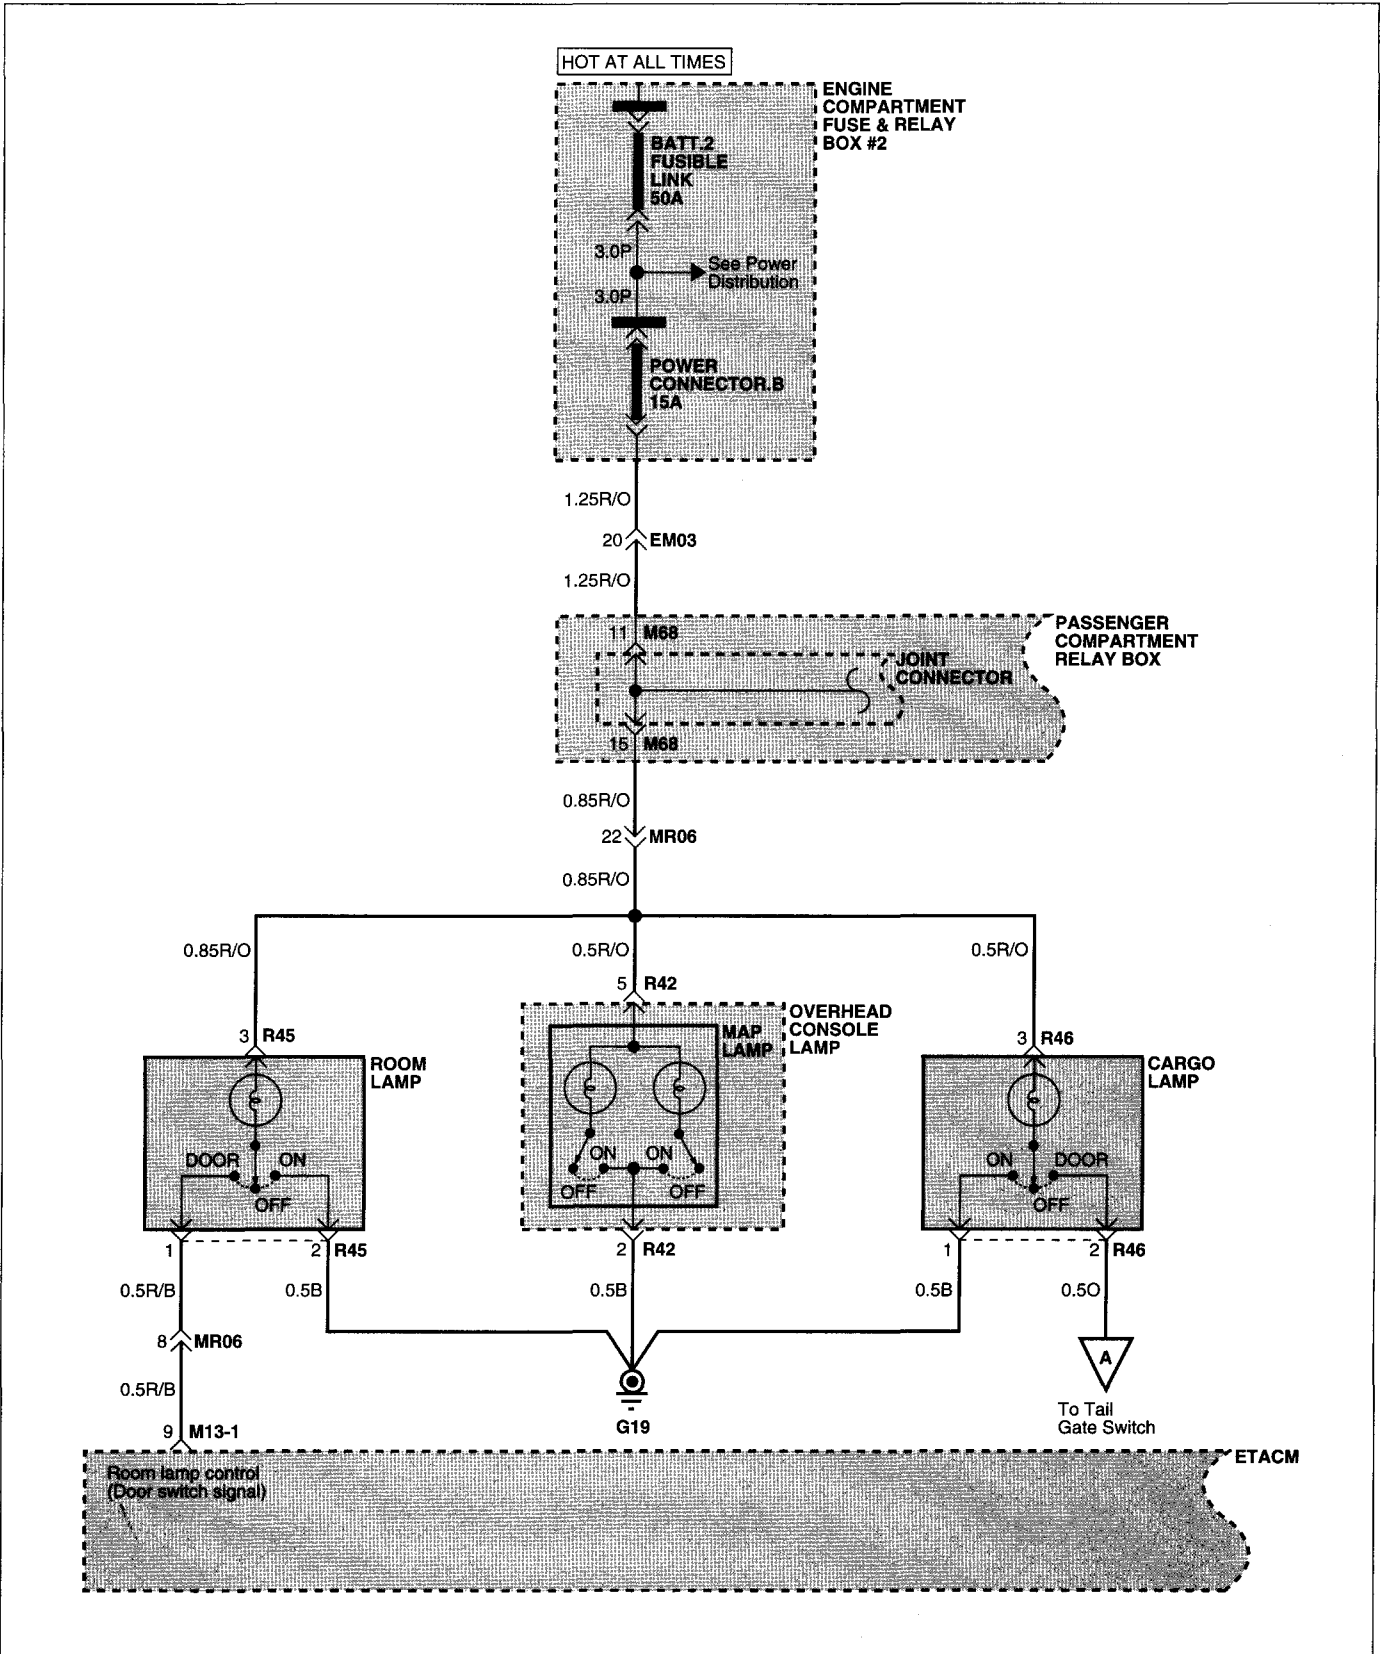 HOT AT ALL TIMES
ENGINE
COMPARTMENT
FUSE & RELAY
BOX #2
BATT.2
FUSIBLE
LINK
50A
3.0P
See Power
Distribution
3.0P
POWER
CONNECTOR.B
15A
1.25R/O
20 EM03
1.25R/O
PASSENGER
COMPARTMENT
RELAY BOX
11 M68
JOINT
CONNECTOR
15 M68
0.85R/O
22 MR06
0.85R/O
0.85R/O 0.5R/O 0.5R/O
5 R42
OVERHEAD
CONSOLE
LAMP
MAP
LAMP
3 R45
ROOM
LAMP
3 R46
CARGO
LAMP
DOOR ON
OFF
ON ON
OFF OFF
ON DOOR
OFF
1 2 R45 2 R42 1 2 R46
0.5R/B 0.5B 0.5B 0.5B 0.5O
8 MR06
A
0.5R/B
To Tail
Gate Switch
9 M13-1
G19
ETACM
Room lamp control
(Door switch signal)